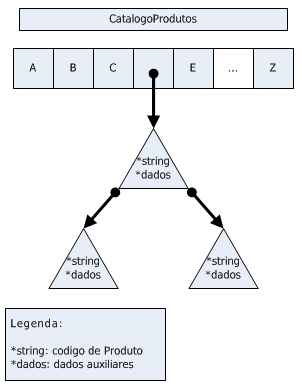 CatalogoProdutos
A B C E ... Z
*string
*dados
*string
*dados
*string
*dados
Legenda:
*string: codigo de Produto
*dados: dados auxiliares